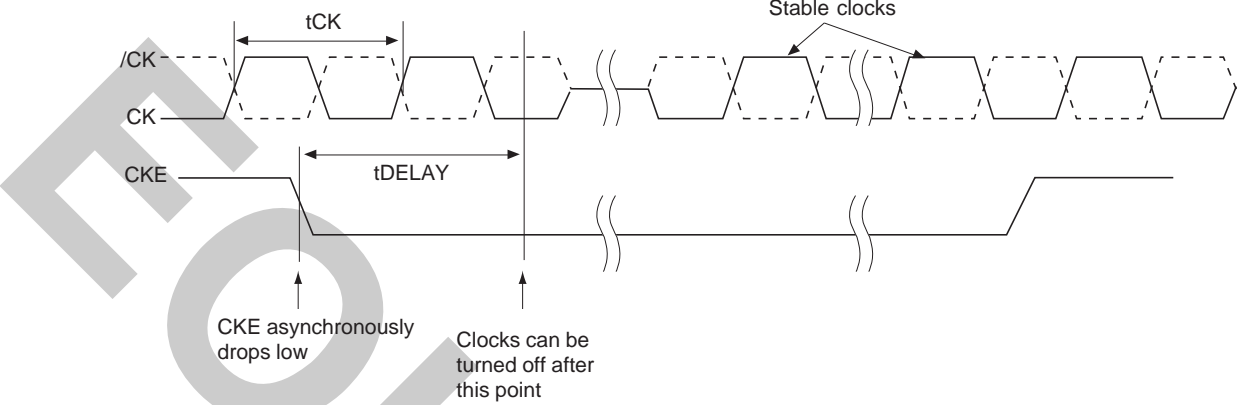 Stable clocks
tCK
/CK
CK
CKE
tDELAY
CKE asynchronously
drops low
Clocks can be
turned off after
this point